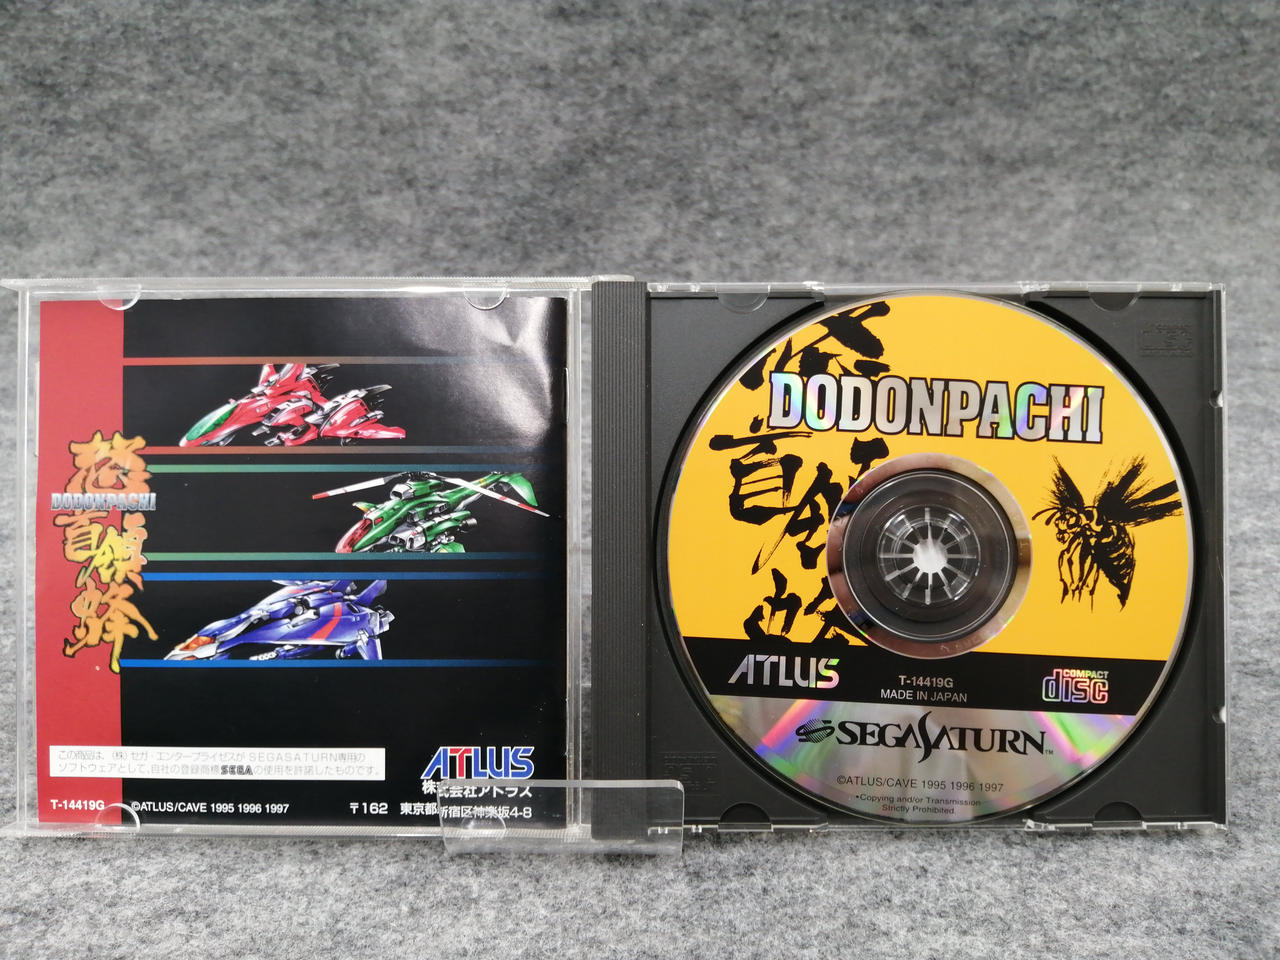 怒
DODONPACHI
首領
蜂
この商品は、(株)セガ・エンタープライゼスがSEGASATURN専用の
ソフトウェアとして、自社の登録商標SEGAの使用を許諾したものです。
ATLUS
株式会社アトラス
T-14419G
©ATLUS/CAVE 1995 1996 1997
〒162 東京都新宿区神楽坂4-8
怒
DODONPACHI
首領
蜂
ATLUS
T-14419G
MADE IN JAPAN
COMPACT
disc
SEGASATURN™
©ATLUS/CAVE 1995 1996 1997
•Copying and/or Transmission
Strictly Prohibited.